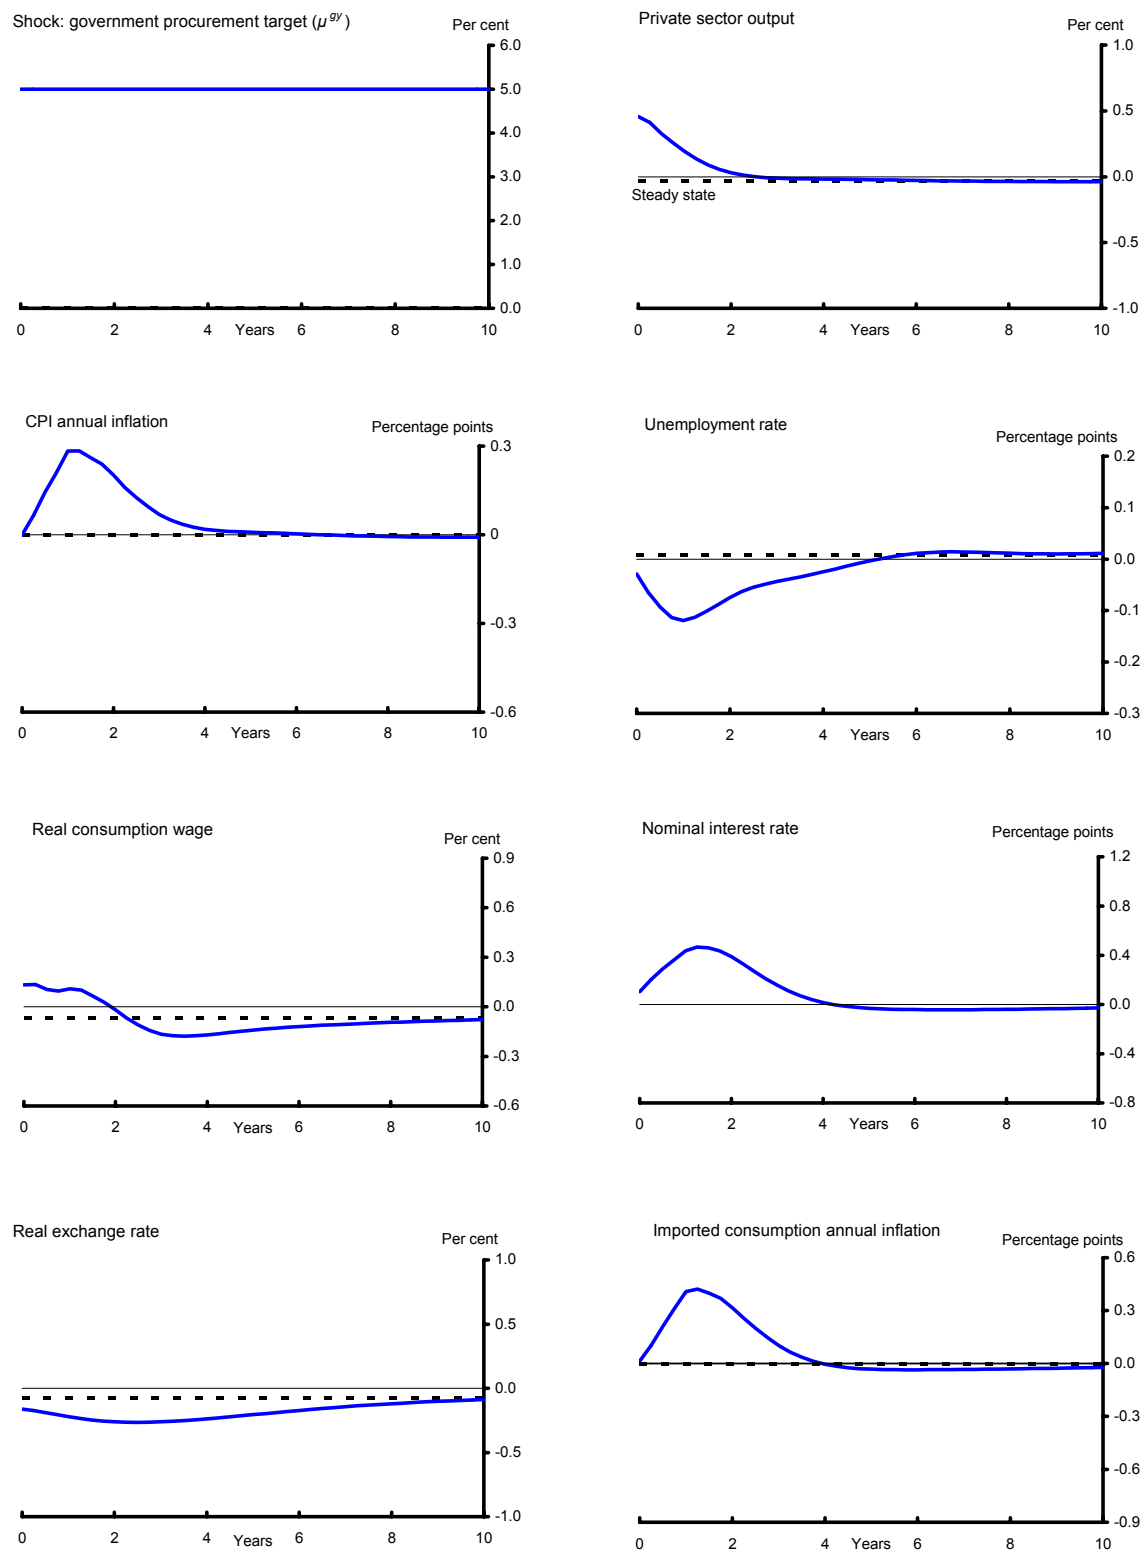 Shock: government procurement target (μ gy)
Per cent
6.0
5.0
4.0
3.0
2.0
1.0
0.0
0 2 4 Years 6 8 10
Private sector output
Per cent
1.0
0.5
0.0
Steady state
-0.5
-1.0
0 2 4 Years 6 8 10
CPI annual inflation
Percentage points
0.3
0
-0.3
-0.6
0 2 4 Years 6 8 10
Unemployment rate
Percentage points
0.2
0.1
0.0
-0.1
-0.2
-0.3
0 2 4 Years 6 8 10
Real consumption wage
Per cent
0.9
0.6
0.3
0.0
-0.3
-0.6
0 2 4 Years 6 8 10
Nominal interest rate
Percentage points
1.2
0.8
0.4
0.0
-0.4
-0.8
0 2 4 Years 6 8 10
Real exchange rate
Per cent
1.0
0.5
0.0
-0.5
-1.0
0 2 4 Years 6 8 10
Imported consumption annual inflation
Percentage points
0.6
0.3
0.0
-0.3
-0.6
-0.9
0 2 4 Years 6 8 10